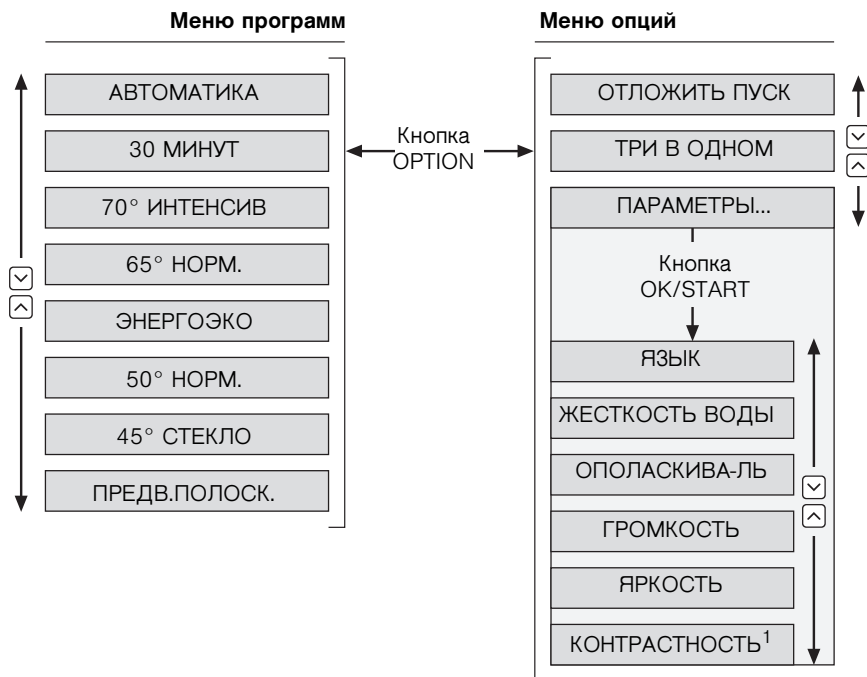 Меню программ
АВТОМАТИКА
30 МИНУТ
70° ИНТЕНСИВ
65° НОРМ.
ЭНЕРГОЭКО
50° НОРМ.
45° СТЕКЛО
ПРЕДВ.ПОЛОСК.
Кнопка
OPTION
Меню опций
ОТЛОЖИТЬ ПУСК
ТРИ В ОДНОМ
ПАРАМЕТРЫ...
Кнопка
OK/START
ЯЗЫК
ЖЕСТКОСТЬ ВОДЫ
ОПОЛАСКИВА-ЛЬ
ГРОМКОСТЬ
ЯРКОСТЬ
КОНТРАСТНОСТЬ1